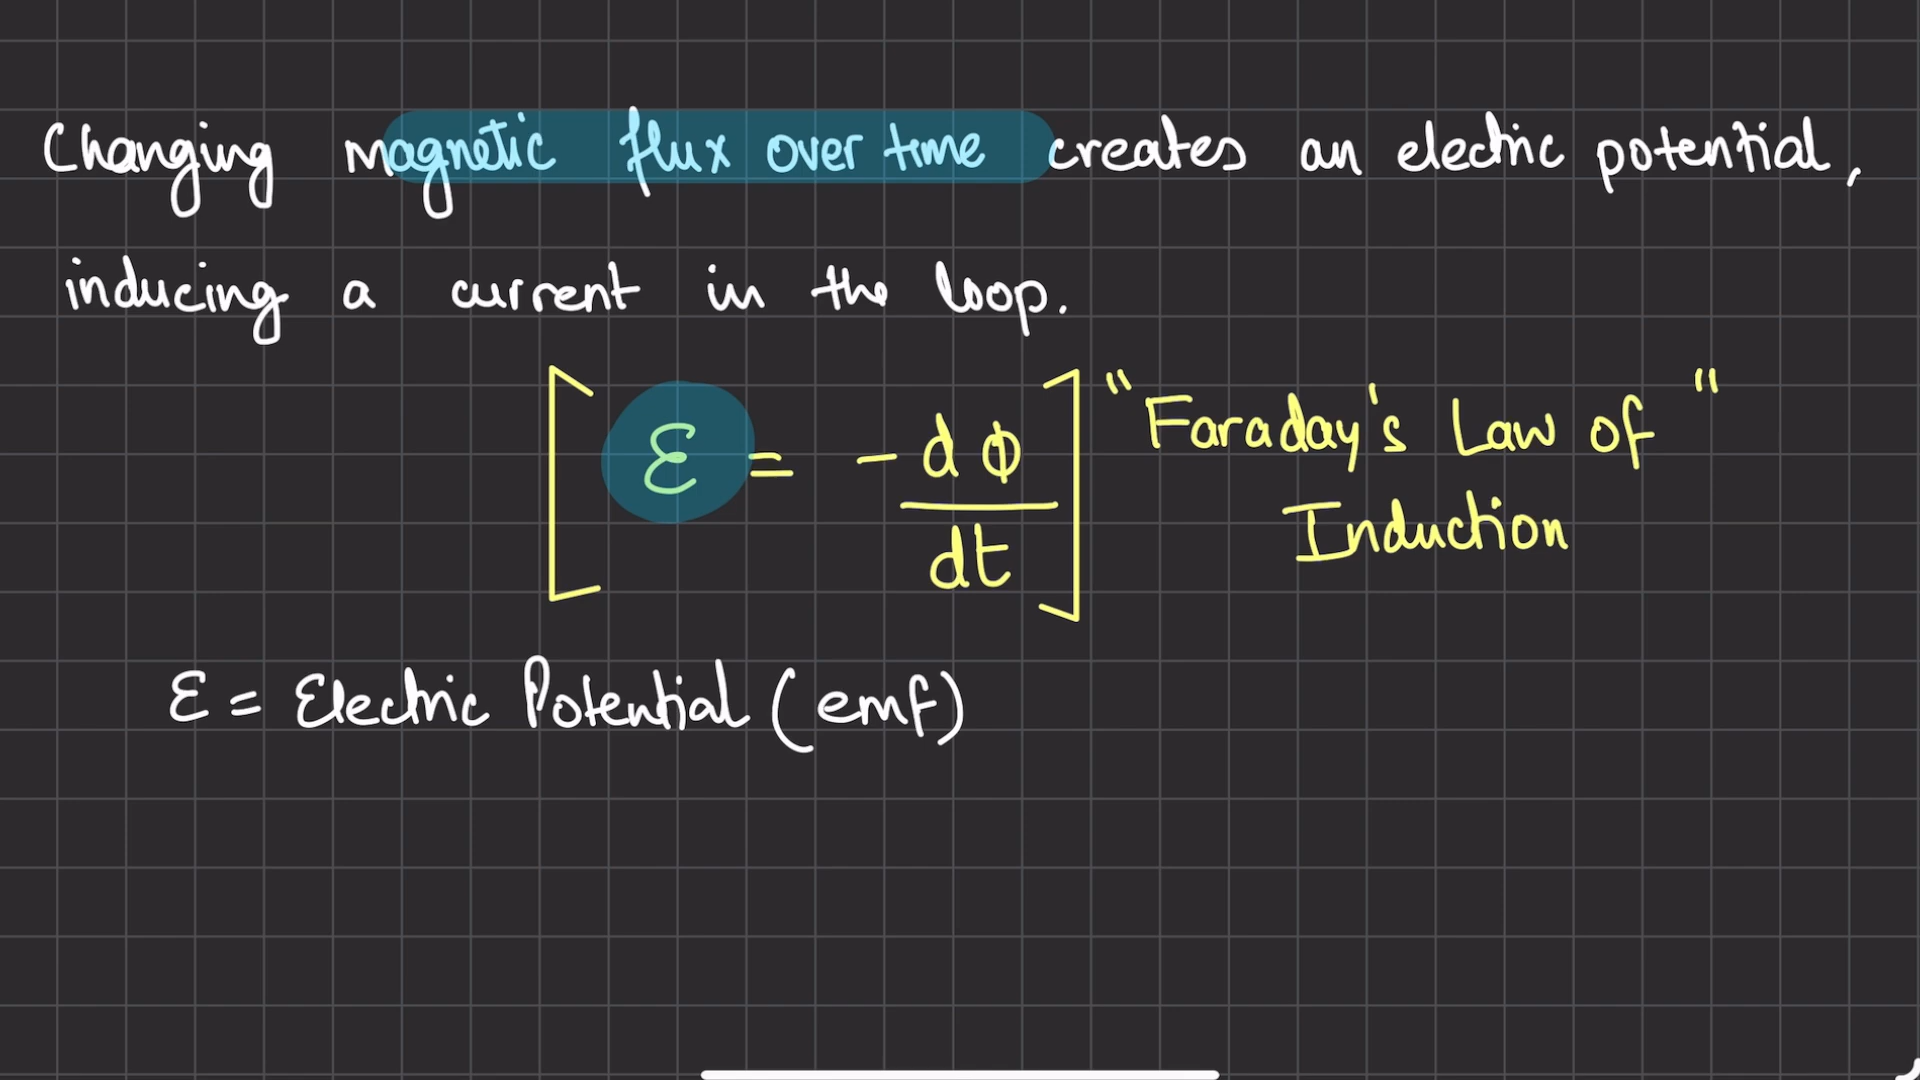 Changing magnetic flux over time creates an electric potential,
inducing a current in the loop.
[ℰ = -dΦ/dt] "Faraday's Law of"
Induction
ℰ = Electric Potential (emf)